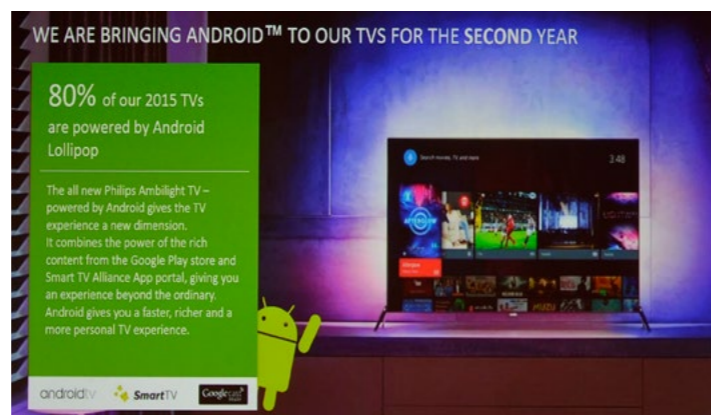 WE ARE BRINGING ANDROID™ TO OUR TVS FOR THE SECOND YEAR
80% of our 2015 TVs
are powered by Android
Lollipop
The all new Philips Ambilight TV –
powered by Android gives the TV
experience a new dimension.
It combines the power of the rich
content from the Google Play store and
Smart TV Alliance App portal, giving you
an experience beyond the ordinary.
Android gives you a faster, richer and a
more personal TV experience.
androidtv
SmartTV
Googlecast
READY
Search movies, TV and more
3:48
AFTERGLOW